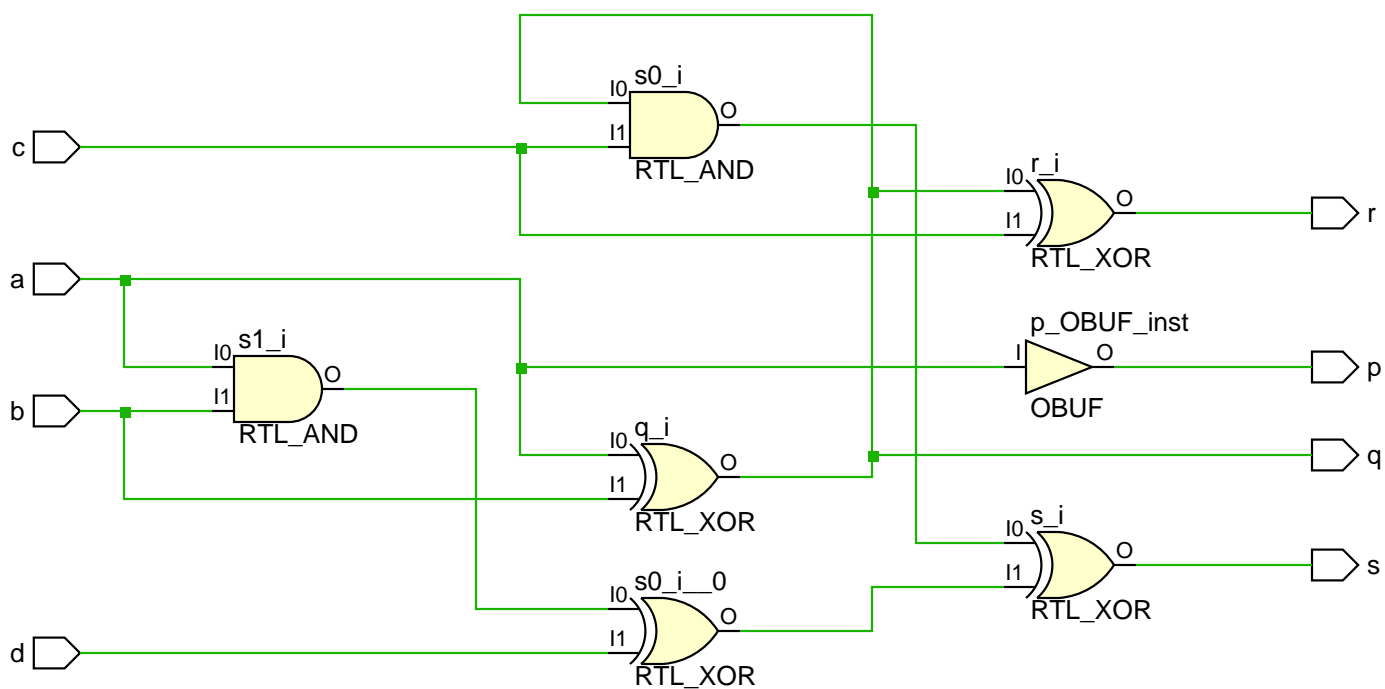 s0_i
I0
O
I1
c
RTL_AND
r_i
I0
O
I1
r
RTL_XOR
a
p_OBUF_inst
s1_i
I0
O
I
O
p
I1
b
RTL_AND
OBUF
q_i
I0
O
q
I1
RTL_XOR
s_i
I0
O
I1
s
s0_i__0
I0
O
RTL_XOR
I1
d
RTL_XOR